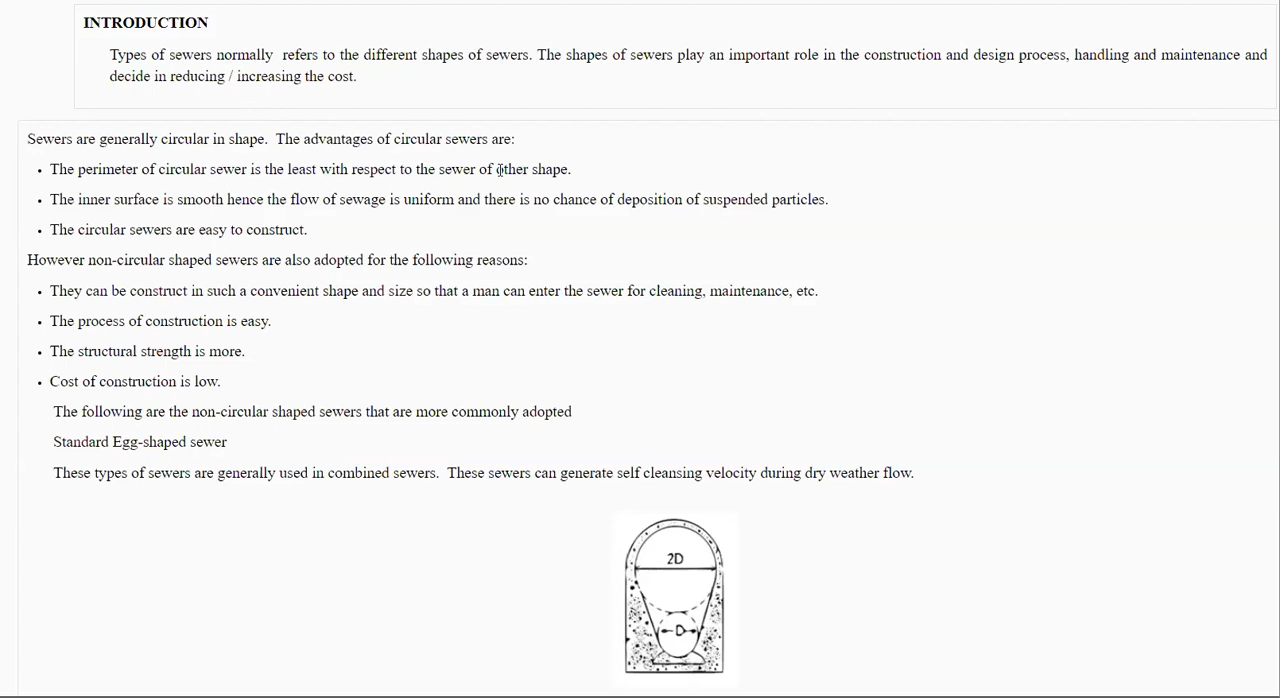 INTRODUCTION
Types of sewers normally refers to the different shapes of sewers. The shapes of sewers play an important role in the construction and design process, handling and maintenance and
decide in reducing / increasing the cost.
Sewers are generally circular in shape. The advantages of circular sewers are:
• The perimeter of circular sewer is the least with respect to the sewer of other shape.
• The inner surface is smooth hence the flow of sewage is uniform and there is no chance of deposition of suspended particles.
• The circular sewers are easy to construct.
However non-circular shaped sewers are also adopted for the following reasons:
• They can be construct in such a convenient shape and size so that a man can enter the sewer for cleaning, maintenance, etc.
• The process of construction is easy.
• The structural strength is more.
• Cost of construction is low.
The following are the non-circular shaped sewers that are more commonly adopted
Standard Egg-shaped sewer
These types of sewers are generally used in combined sewers. These sewers can generate self cleansing velocity during dry weather flow.
2D
D